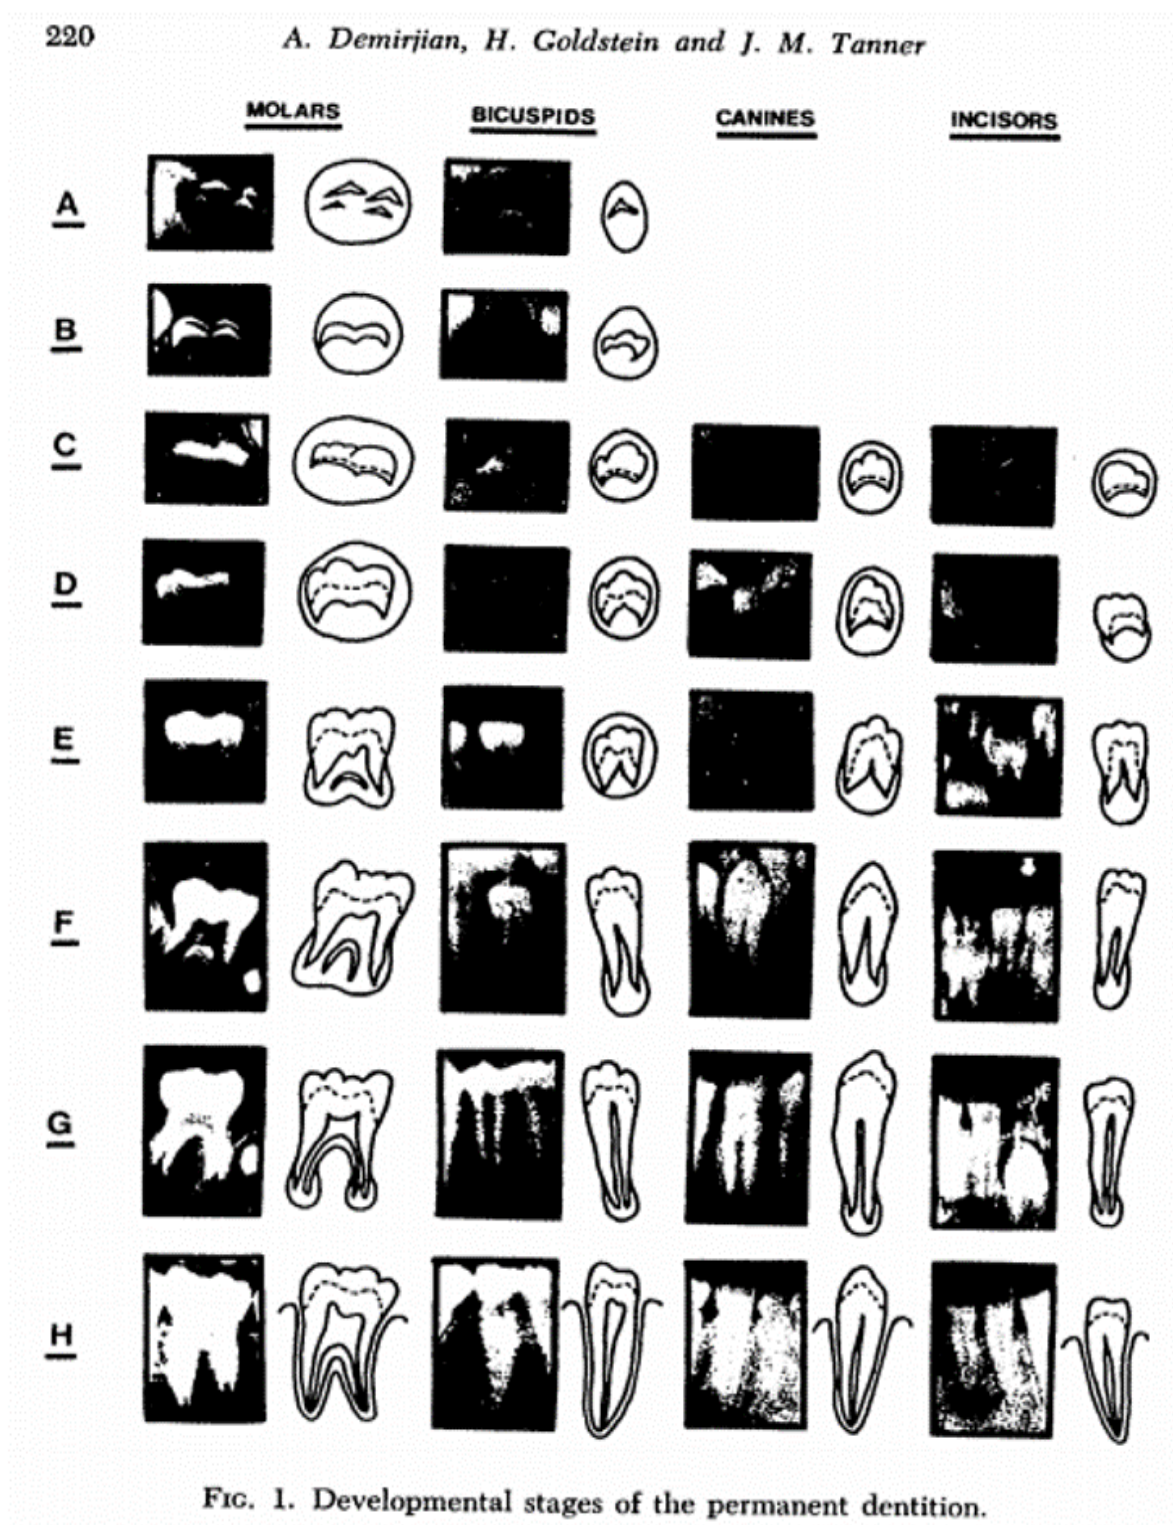 220
A. Demirjian, H. Goldstein and J. M. Tanner
MOLARS BICUSPIDS CANINES INCISORS
A
B
C
D
E
F
G
H
FIG. 1. Developmental stages of the permanent dentition.